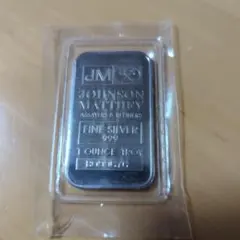 JM
JOHNSON
MATTHEY
ASSAYERS & REFINERS
FINE SILVER
999
1 OUNCE TROY